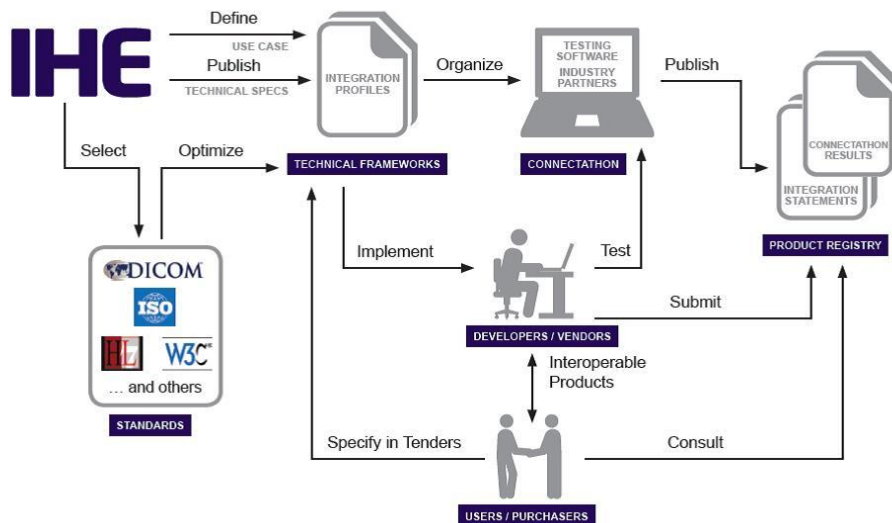 IHE
Define
USE CASE
Publish
TECHNICAL SPECS
INTEGRATION
PROFILES
TECHNICAL FRAMEWORKS
Organize
TESTING
SOFTWARE
INDUSTRY
PARTNERS
CONNECTATHON
Publish
CONNECTATHON
RESULTS
INTEGRATION
STATEMENTS
PRODUCT REGISTRY
Select
Optimize
DICOM
ISO
HL7
W3C
... and others
STANDARDS
Implement
Test
DEVELOPERS / VENDORS
Submit
Interoperable
Products
Specify in Tenders
Consult
USERS / PURCHASERS